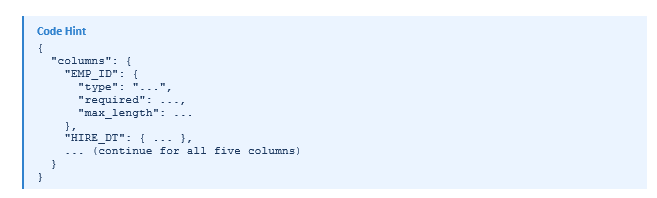 Code Hint
{
  "columns": {
    "EMP_ID": {
      "type": "...",
      "required": ...,
      "max_length": ...
    },
    "HIRE_DT": { ... },
    ... (continue for all five columns)
  }
}